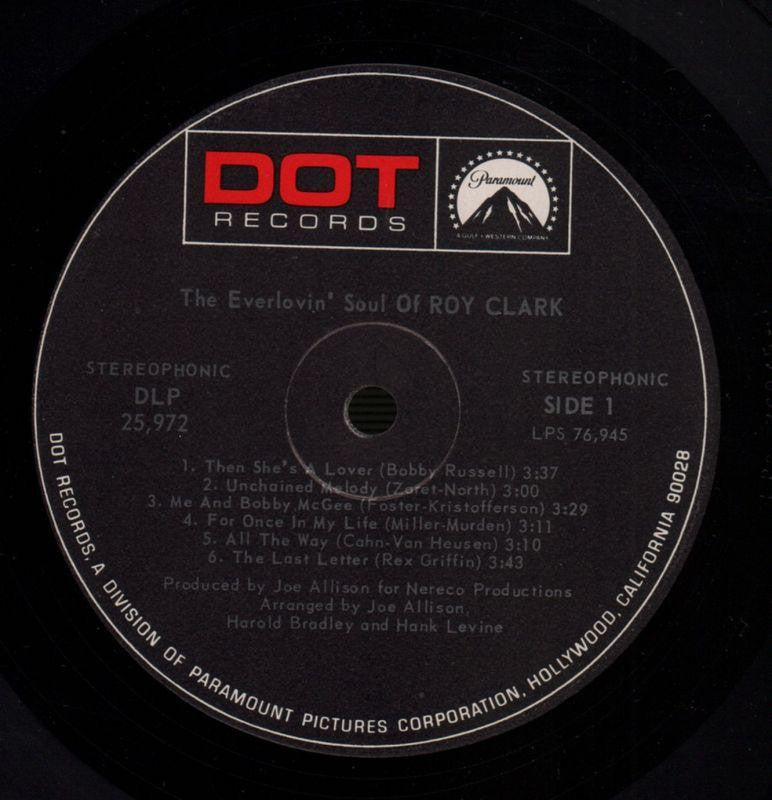 DOT
RECORDS
Paramount
A GULF + WESTERN COMPANY
The Everlovin' Soul Of ROY CLARK
STEREOPHONIC
DLP
25,972
STEREOPHONIC
SIDE 1
LPS 76,945
1. Then She's A Lover (Bobby Russell) 3:37
2. Unchained Melody (Zaret-North) 3:00
3. Me And Bobby McGee (Foster-Kristofferson) 3:29
4. For Once In My Life (Miller-Murden) 3:11
5. All The Way (Cahn-Van Heusen) 3:10
6. The Last Letter (Rex Griffin) 3:43
Produced by Joe Allison for Nereco Productions
Arranged by Joe Allison,
Harold Bradley and Hank Levine
DOT RECORDS, A DIVISION OF PARAMOUNT PICTURES CORPORATION, HOLLYWOOD, CALIFORNIA 90028